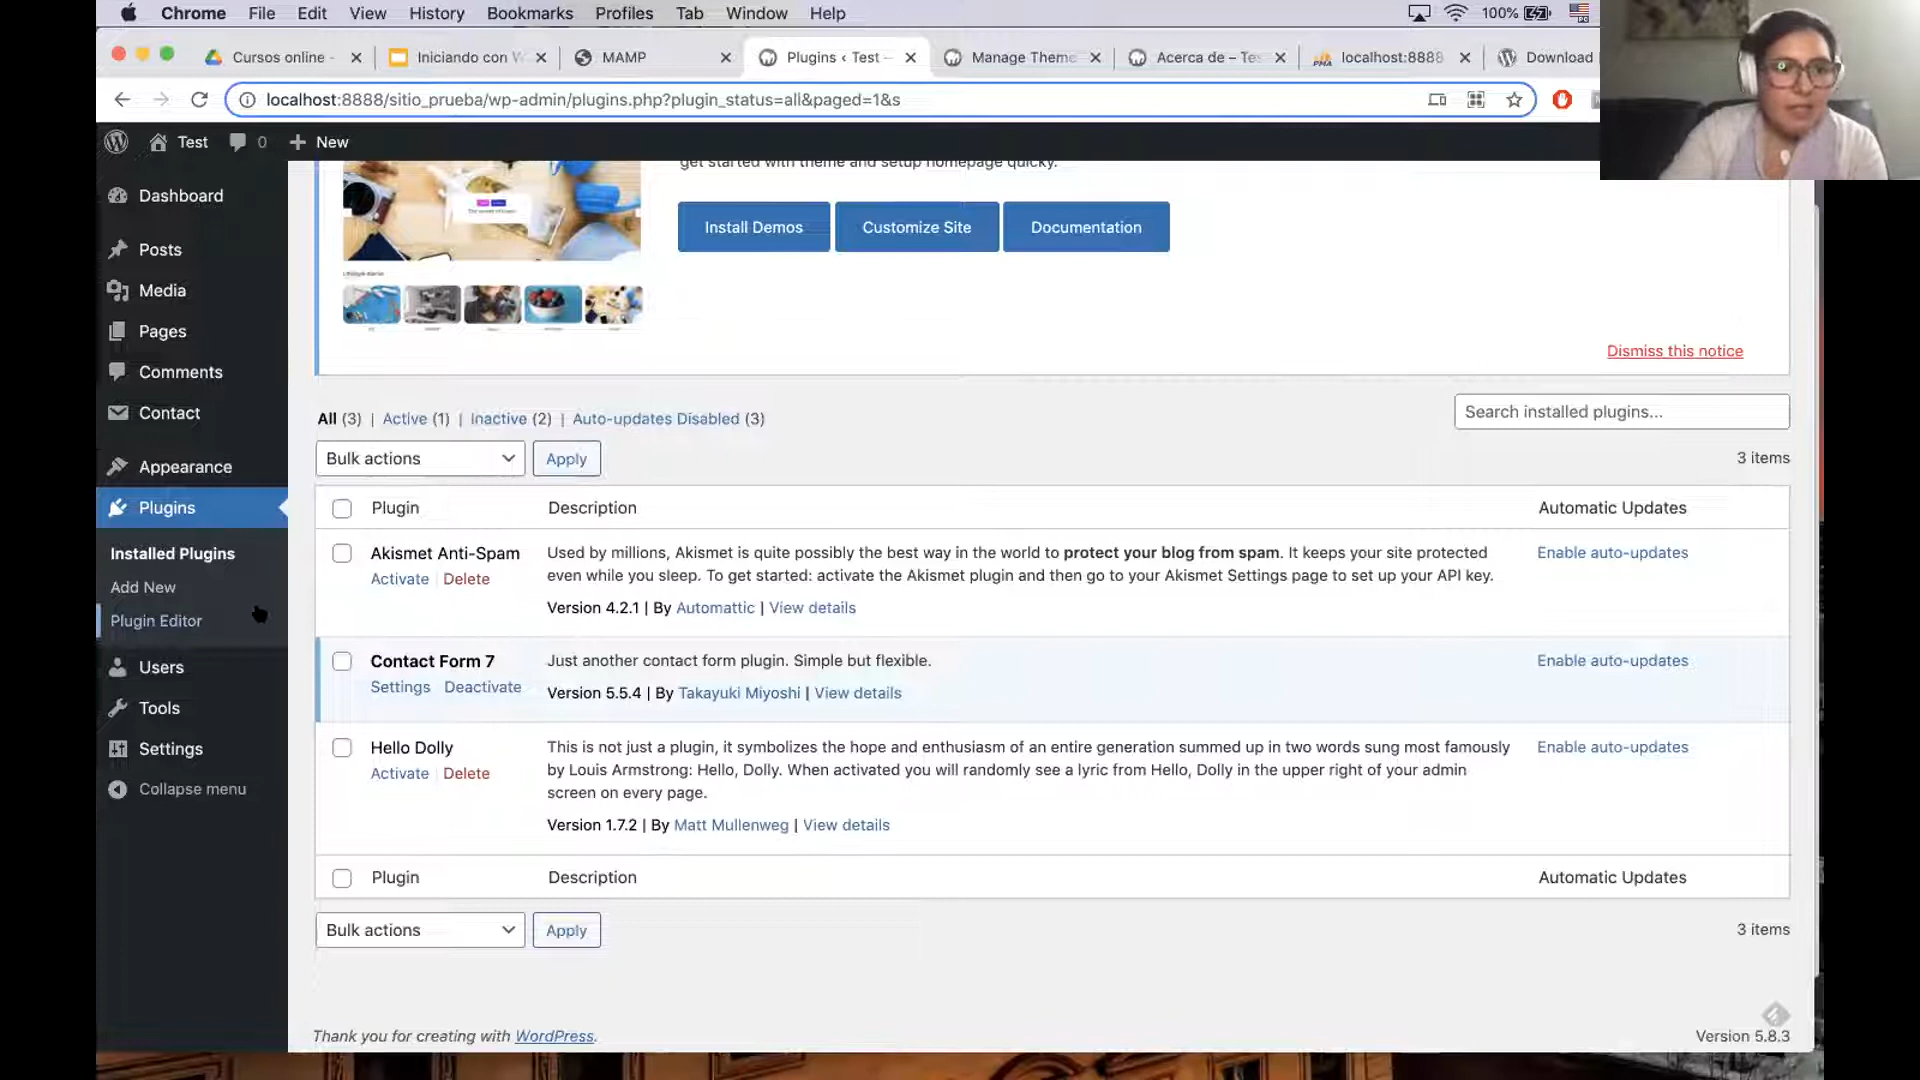 Chrome File Edit View History Bookmarks Profiles Tab Window Help 100%
Cursos online - Iniciando con W MAMP Plugins ‹ Test — Manage Theme Acerca de – Tes localhost:8888 Download
localhost:8888/sitio_prueba/wp-admin/plugins.php?plugin_status=all&paged=1&s
Test 0 New
get started with theme and setup homepage quicky.
Install Demos Customize Site Documentation
Dismiss this notice
Dashboard
Posts
Media
Pages
Comments
Contact
Appearance
Plugins
Installed Plugins
Add New
Plugin Editor
Users
Tools
Settings
Collapse menu
All (3) | Active (1) | Inactive (2) | Auto-updates Disabled (3)
Search installed plugins...
Bulk actions Apply
3 items
Plugin Description Automatic Updates
Akismet Anti-Spam
Activate | Delete
Used by millions, Akismet is quite possibly the best way in the world to protect your blog from spam. It keeps your site protected
even while you sleep. To get started: activate the Akismet plugin and then go to your Akismet Settings page to set up your API key.
Version 4.2.1 | By Automattic | View details
Enable auto-updates
Contact Form 7
Settings | Deactivate
Just another contact form plugin. Simple but flexible.
Version 5.5.4 | By Takayuki Miyoshi | View details
Enable auto-updates
Hello Dolly
Activate | Delete
This is not just a plugin, it symbolizes the hope and enthusiasm of an entire generation summed up in two words sung most famously
by Louis Armstrong: Hello, Dolly. When activated you will randomly see a lyric from Hello, Dolly in the upper right of your admin
screen on every page.
Version 1.7.2 | By Matt Mullenweg | View details
Enable auto-updates
Plugin Description Automatic Updates
Bulk actions Apply
3 items
Thank you for creating with WordPress.
Version 5.8.3